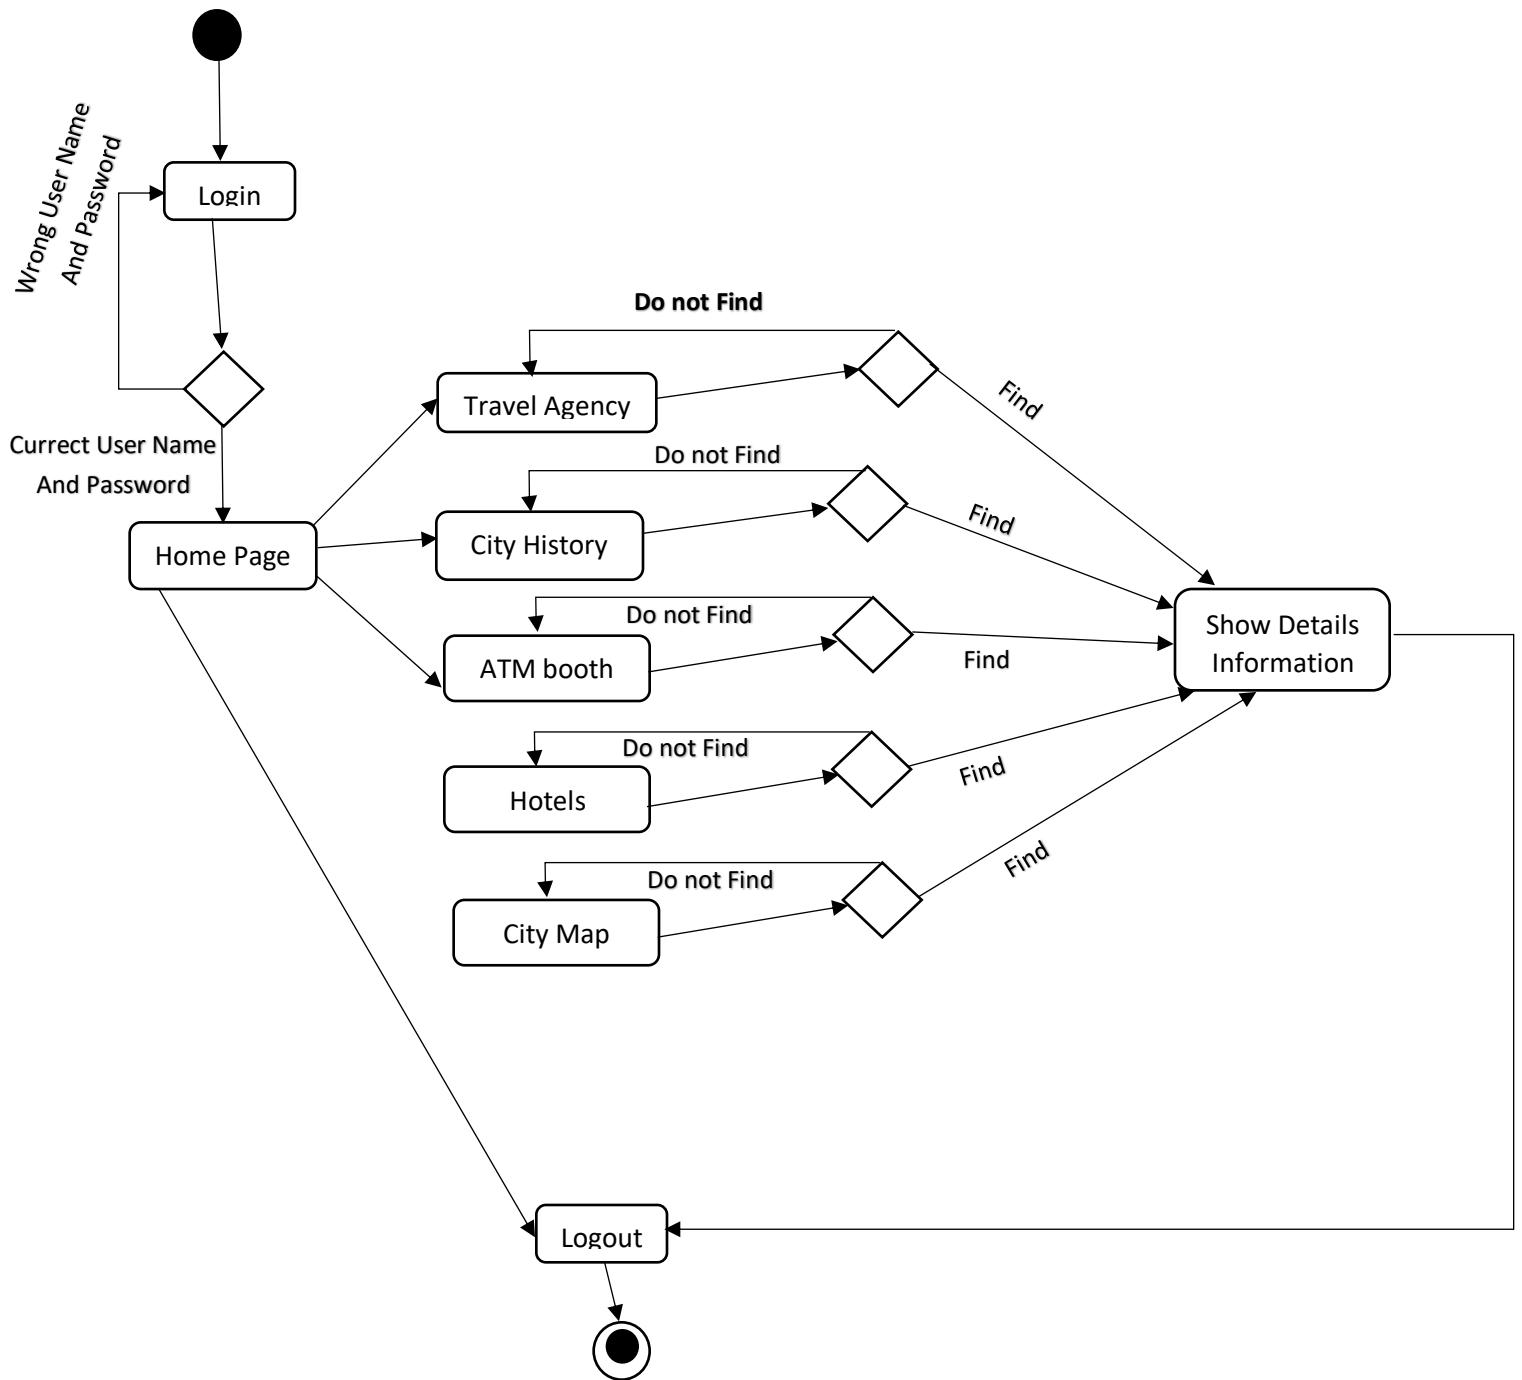 Wrong User Name
And Password
Login
Currect User Name
And Password
Home Page
Do not Find
Travel Agency
Find
Do not Find
City History
Find
Do not Find
ATM booth
Find
Show Details
Information
Do not Find
Hotels
Find
Do not Find
City Map
Find
Logout